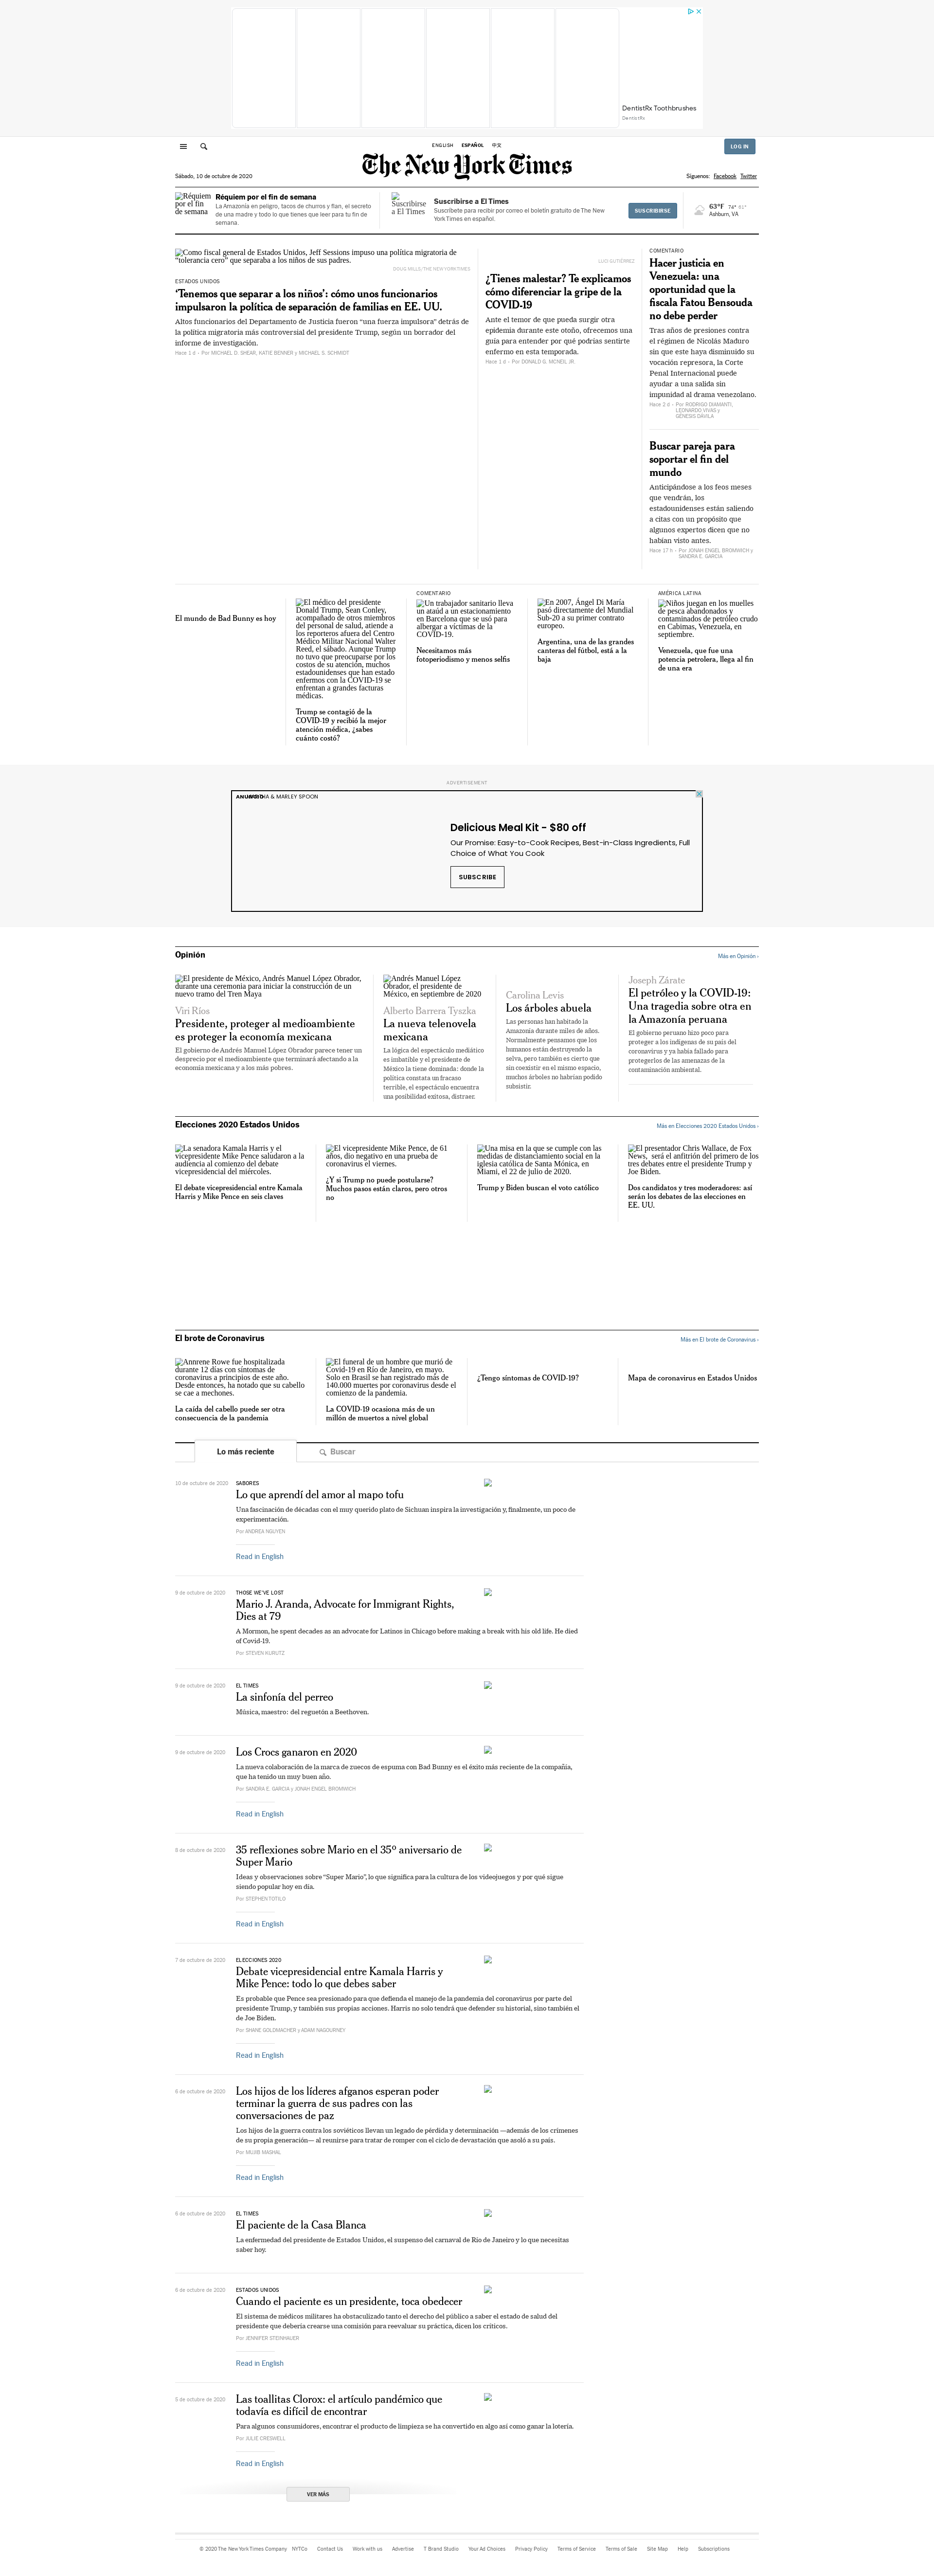 DentistRx Toothbrushes
DentistRx
ENGLISH ESPAÑOL 中文
LOG IN
The New York Times
Sábado, 10 de octubre de 2020
Síguenos: Facebook Twitter
Réquiem por el fin de semana
Réquiem por el fin de semana
La Amazonía en peligro, tacos de churros y flan, el secreto de una madre y todo lo que tienes que leer para tu fin de semana.
Suscribirse a El Times
Suscribirse a El Times
Suscríbete para recibir por correo el boletín gratuito de The New York Times en español.
SUSCRIBIRSE
63°F 74° 61°
Ashburn, VA
Como fiscal general de Estados Unidos, Jeff Sessions impuso una política migratoria de “tolerancia cero” que separaba a los niños de sus padres.
DOUG MILLS/THE NEW YORK TIMES
ESTADOS UNIDOS
‘Tenemos que separar a los niños’: cómo unos funcionarios impulsaron la política de separación de familias en EE. UU.
Altos funcionarios del Departamento de Justicia fueron “una fuerza impulsora” detrás de la política migratoria más controversial del presidente Trump, según un borrador del informe de investigación.
Hace 1 d - Por MICHAEL D. SHEAR, KATIE BENNER y MICHAEL S. SCHMIDT
LUCI GUTIÉRREZ
¿Tienes malestar? Te explicamos cómo diferenciar la gripe de la COVID-19
Ante el temor de que pueda surgir otra epidemia durante este otoño, ofrecemos una guía para entender por qué podrías sentirte enfermo en esta temporada.
Hace 1 d - Por DONALD G. MCNEIL JR.
COMENTARIO
Hacer justicia en Venezuela: una oportunidad que la fiscala Fatou Bensouda no debe perder
Tras años de presiones contra el régimen de Nicolás Maduro sin que este haya disminuido su vocación represora, la Corte Penal Internacional puede ayudar a una salida sin impunidad al drama venezolano.
Hace 2 d - Por RODRIGO DIAMANTI, LEONARDO VIVAS y GÉNESIS DÁVILA
Buscar pareja para soportar el fin del mundo
Anticipándose a los feos meses que vendrán, los estadounidenses están saliendo a citas con un propósito que algunos expertos dicen que no habían visto antes.
Hace 17 h - Por JONAH ENGEL BROMWICH y SANDRA E. GARCIA
El mundo de Bad Bunny es hoy
El médico del presidente Donald Trump, Sean Conley, acompañado de otros miembros del personal de salud, atiende a los reporteros afuera del Centro Médico Militar Nacional Walter Reed, el sábado. Aunque Trump no tuvo que preocuparse por los costos de su atención, muchos estadounidenses que han estado enfermos con la COVID-19 se enfrentan a grandes facturas médicas.
Trump se contagió de la COVID-19 y recibió la mejor atención médica, ¿sabes cuánto costó?
COMENTARIO
Un trabajador sanitario lleva un ataúd a un estacionamiento en Barcelona que se usó para albergar a víctimas de la COVID-19.
Necesitamos más fotoperiodismo y menos selfis
En 2007, Ángel Di María pasó directamente del Mundial Sub-20 a su primer contrato europeo.
Argentina, una de las grandes canteras del fútbol, está a la baja
AMÉRICA LATINA
Niños juegan en los muelles de pesca abandonados y contaminados de petróleo crudo en Cabimas, Venezuela, en septiembre.
Venezuela, que fue una potencia petrolera, llega al fin de una era
ADVERTISEMENT
Delicious Meal Kit - $80 off
Our Promise: Easy-to-Cook Recipes, Best-in-Class Ingredients, Full Choice of What You Cook
SUBSCRIBE
Opinión
Más en Opinión ›
El presidente de México, Andrés Manuel López Obrador, durante una ceremonia para iniciar la construcción de un nuevo tramo del Tren Maya
Viri Ríos
Presidente, proteger al medioambiente es proteger la economía mexicana
El gobierno de Andrés Manuel López Obrador parece tener un desprecio por el medioambiente que terminará afectando a la economía mexicana y a los más pobres.
Andrés Manuel López Obrador, el presidente de México, en septiembre de 2020
Alberto Barrera Tyszka
La nueva telenovela mexicana
La lógica del espectáculo mediático es imbatible y el presidente de México la tiene dominada: donde la política constata un fracaso terrible, el espectáculo encuentra una posibilidad exitosa, distraer.
Carolina Levis
Los árboles abuela
Las personas han habitado la Amazonía durante miles de años. Normalmente pensamos que los humanos están destruyendo la selva, pero también es cierto que sin coexistir en el mismo espacio, muchos árboles no habrían podido subsistir.
Joseph Zárate
El petróleo y la COVID-19: Una tragedia sobre otra en la Amazonía peruana
El gobierno peruano hizo poco para proteger a los indígenas de su país del coronavirus y ya había fallado para protegerlos de las amenazas de la contaminación ambiental.
Elecciones 2020 Estados Unidos
Más en Elecciones 2020 Estados Unidos ›
La senadora Kamala Harris y el vicepresidente Mike Pence saludaron a la audiencia al comienzo del debate vicepresidencial del miércoles.
El debate vicepresidencial entre Kamala Harris y Mike Pence en seis claves
El vicepresidente Mike Pence, de 61 años, dio negativo en una prueba de coronavirus el viernes.
¿Y si Trump no puede postularse? Muchos pasos están claros, pero otros no
Una misa en la que se cumple con las medidas de distanciamiento social en la iglesia católica de Santa Mónica, en Miami, el 22 de julio de 2020.
Trump y Biden buscan el voto católico
El presentador Chris Wallace, de Fox News, será el anfitrión del primero de los tres debates entre el presidente Trump y Joe Biden.
Dos candidatos y tres moderadores: así serán los debates de las elecciones en EE. UU.
El brote de Coronavirus
Más en El brote de Coronavirus ›
Annrene Rowe fue hospitalizada durante 12 días con síntomas de coronavirus a principios de este año. Desde entonces, ha notado que su cabello se cae a mechones.
La caída del cabello puede ser otra consecuencia de la pandemia
El funeral de un hombre que murió de Covid-19 en Río de Janeiro, en mayo. Solo en Brasil se han registrado más de 140.000 muertes por coronavirus desde el comienzo de la pandemia.
La COVID-19 ocasiona más de un millón de muertos a nivel global
¿Tengo síntomas de COVID-19?
Mapa de coronavirus en Estados Unidos
Lo más reciente
Buscar
10 de octubre de 2020
SABORES
Lo que aprendí del amor al mapo tofu
Una fascinación de décadas con el muy querido plato de Sichuan inspira la investigación y, finalmente, un poco de experimentación.
Por ANDREA NGUYEN
Read in English
9 de octubre de 2020
THOSE WE'VE LOST
Mario J. Aranda, Advocate for Immigrant Rights, Dies at 79
A Mormon, he spent decades as an advocate for Latinos in Chicago before making a break with his old life. He died of Covid-19.
Por STEVEN KURUTZ
9 de octubre de 2020
EL TIMES
La sinfonía del perreo
Música, maestro: del reguetón a Beethoven.
9 de octubre de 2020
Los Crocs ganaron en 2020
La nueva colaboración de la marca de zuecos de espuma con Bad Bunny es el éxito más reciente de la compañía, que ha tenido un muy buen año.
Por SANDRA E. GARCIA y JONAH ENGEL BROMWICH
Read in English
8 de octubre de 2020
35 reflexiones sobre Mario en el 35º aniversario de Super Mario
Ideas y observaciones sobre “Super Mario”, lo que significa para la cultura de los videojuegos y por qué sigue siendo popular hoy en día.
Por STEPHEN TOTILO
Read in English
7 de octubre de 2020
ELECCIONES 2020
Debate vicepresidencial entre Kamala Harris y Mike Pence: todo lo que debes saber
Es probable que Pence sea presionado para que defienda el manejo de la pandemia del coronavirus por parte del presidente Trump, y también sus propias acciones. Harris no solo tendrá que defender su historial, sino también el de Joe Biden.
Por SHANE GOLDMACHER y ADAM NAGOURNEY
Read in English
6 de octubre de 2020
Los hijos de los líderes afganos esperan poder terminar la guerra de sus padres con las conversaciones de paz
Los hijos de la guerra contra los soviéticos llevan un legado de pérdida y determinación —además de los crímenes de su propia generación— al reunirse para tratar de romper con el ciclo de devastación que asoló a su país.
Por MUJIB MASHAL
Read in English
6 de octubre de 2020
EL TIMES
El paciente de la Casa Blanca
La enfermedad del presidente de Estados Unidos, el suspenso del carnaval de Río de Janeiro y lo que necesitas saber hoy.
6 de octubre de 2020
ESTADOS UNIDOS
Cuando el paciente es un presidente, toca obedecer
El sistema de médicos militares ha obstaculizado tanto el derecho del público a saber el estado de salud del presidente que debería crearse una comisión para reevaluar su práctica, dicen los críticos.
Por JENNIFER STEINHAUER
Read in English
5 de octubre de 2020
Las toallitas Clorox: el artículo pandémico que todavía es difícil de encontrar
Para algunos consumidores, encontrar el producto de limpieza se ha convertido en algo así como ganar la lotería.
Por JULIE CRESWELL
Read in English
VER MÁS
© 2020 The New York Times Company NYTCo Contact Us Work with us Advertise T Brand Studio Your Ad Choices Privacy Policy Terms of Service Terms of Sale Site Map Help Subscriptions